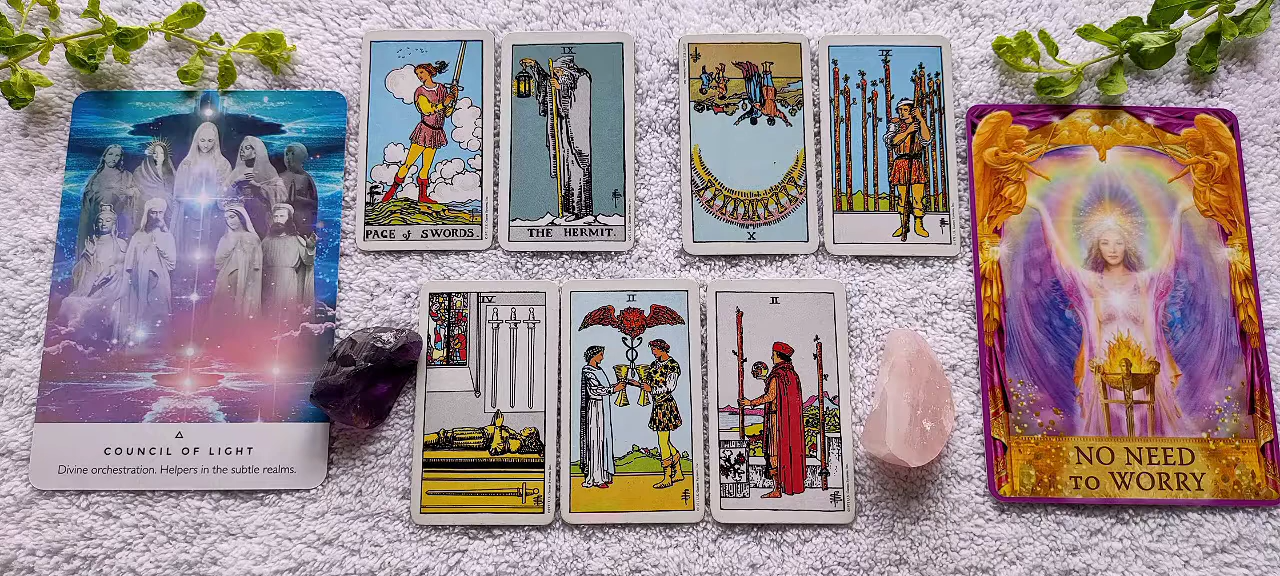 PAGE of SWORDS
IX
THE HERMIT.
X
IX
IV
II
II
COUNCIL OF LIGHT
Divine orchestration in the subtle realms.
NO NEED
TO WORRY